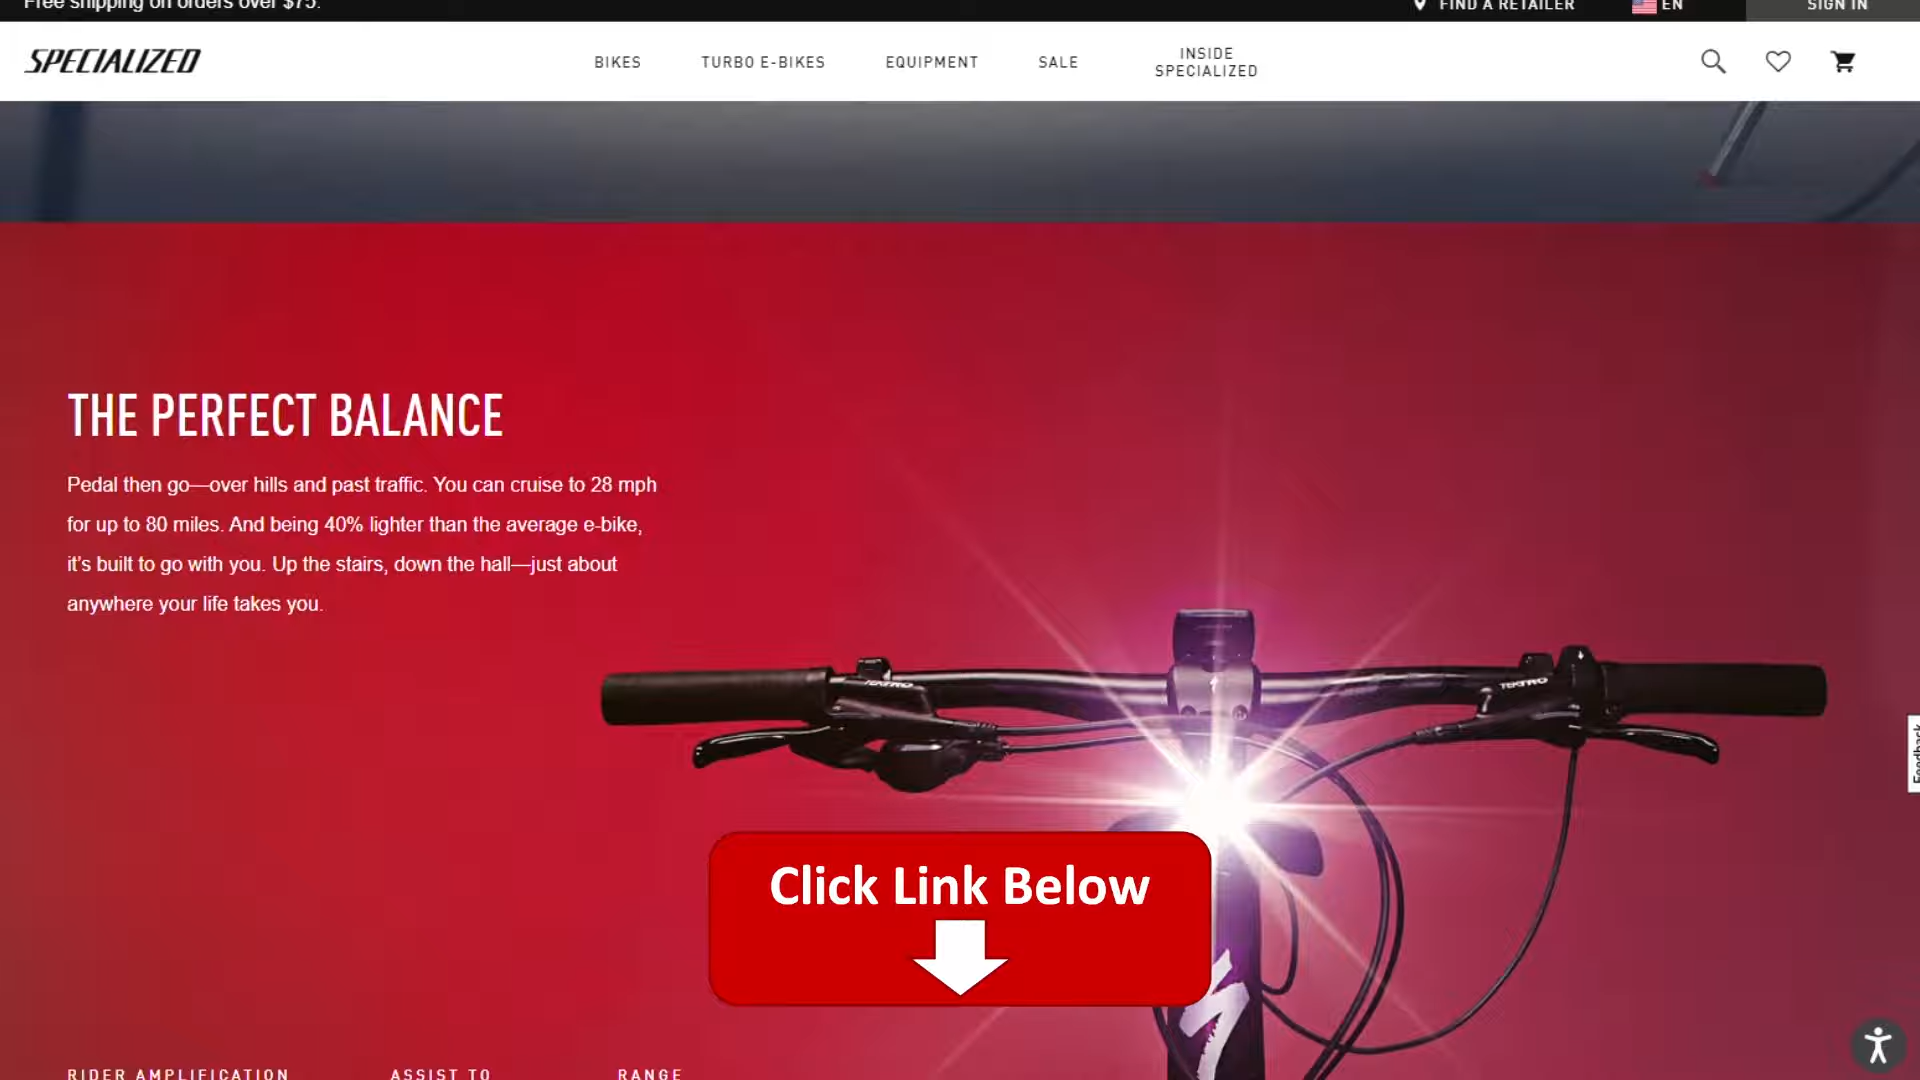 Free shipping on orders over $75.
FIND A RETAILER
EN
SIGN IN
SPECIALIZED
BIKES
TURBO E-BIKES
EQUIPMENT
SALE
INSIDE
SPECIALIZED
THE PERFECT BALANCE
Pedal then go—over hills and past traffic. You can cruise to 28 mph
for up to 80 miles. And being 40% lighter than the average e-bike,
it's built to go with you. Up the stairs, down the hall—just about
anywhere your life takes you.
TEKTRO
TEKTRO
Feedback
Click Link Below
RIDER AMPLIFICATION
ASSIST TO
RANGE